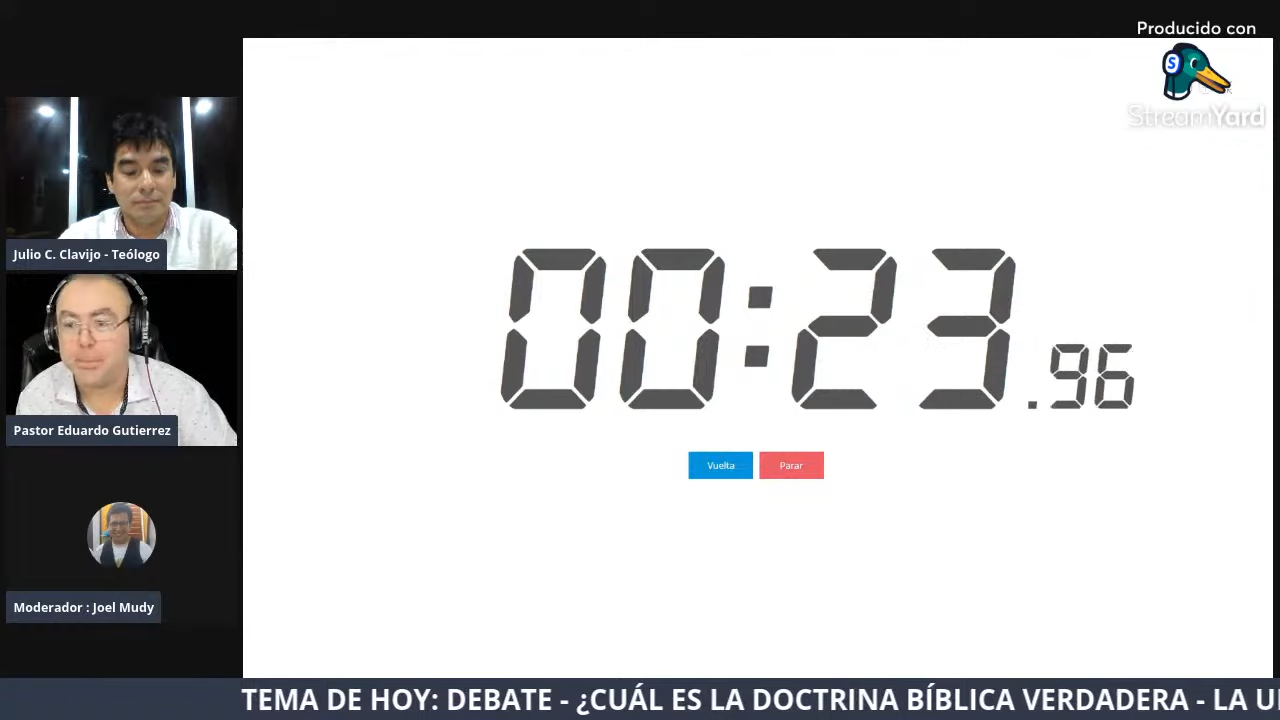 Producido con
S
StreamYard
Julio C. Clavijo - Teólogo
Pastor Eduardo Gutierrez
Moderador : Joel Mudy
00:23.96
Vuelta
Parar
TEMA DE HOY: DEBATE - ¿CUÁL ES LA DOCTRINA BÍBLICA VERDADERA - LA U